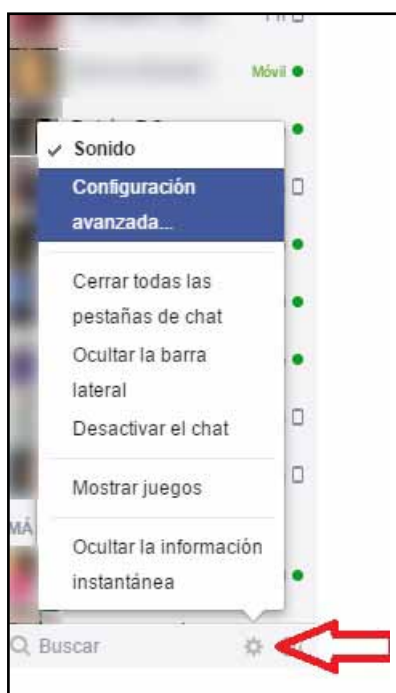 Móvil
Sonido
Configuración
avanzada...
Cerrar todas las
pestañas de chat
Ocultar la barra
lateral
Desactivar el chat
Mostrar juegos
MÁ
Ocultar la información
instantánea
Buscar